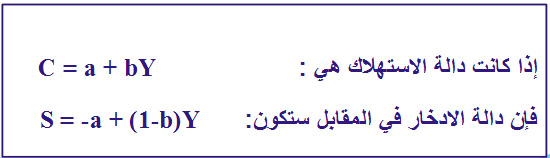 إذا كانت دالة الاستهلاك هي : C = a + bY
فإن دالة الادخار في المقابل ستكون: S = -a + (1-b)Y